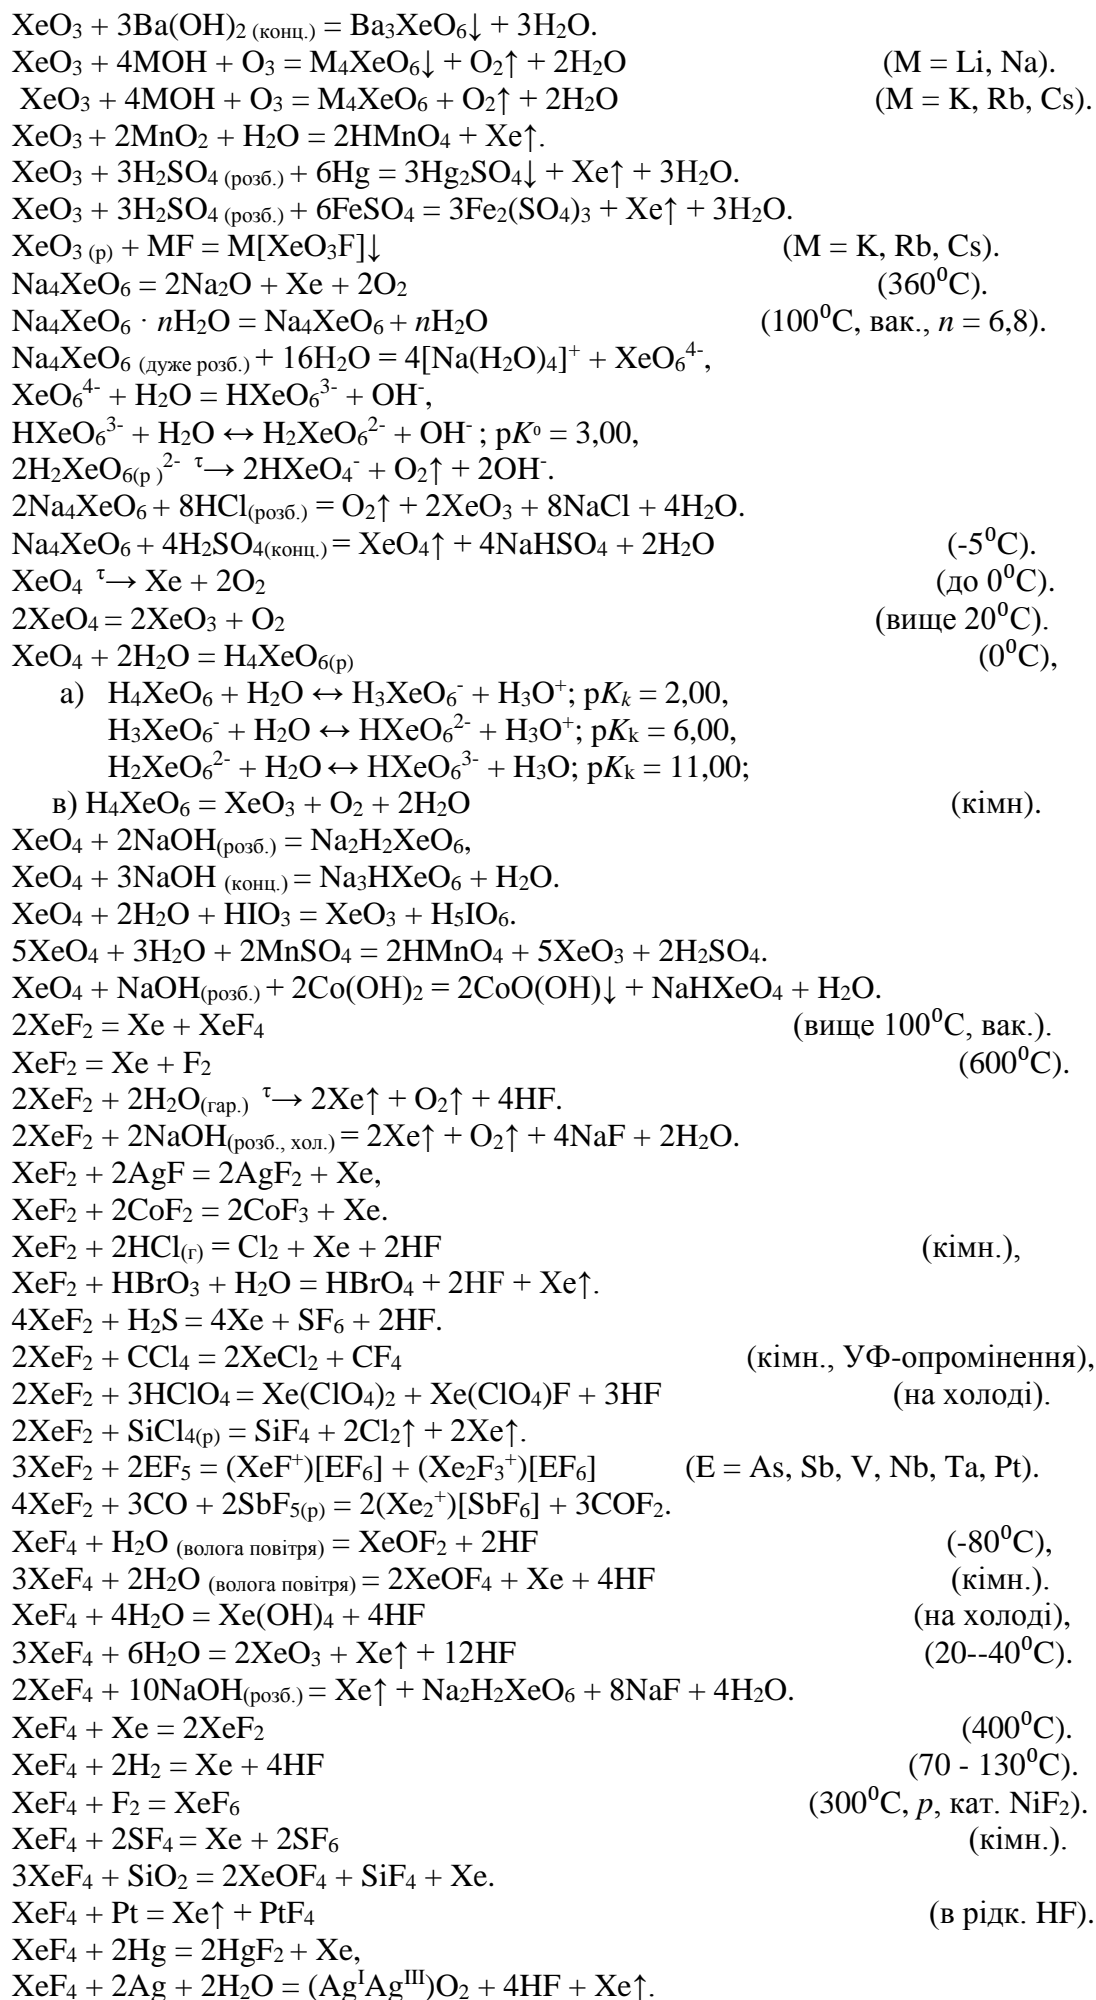 XeO₃ + 3Ba(OH)₂ (конц.) = Ba₃XeO₆↓ + 3H₂O.
XeO₃ + 4MOH + O₃ = M₄XeO₆↓ + O₂↑ + 2H₂O (M = Li, Na).
XeO₃ + 4MOH + O₃ = M₄XeO₆ + O₂↑ + 2H₂O (M = K, Rb, Cs).
XeO₃ + 2MnO₂ + H₂O = 2HMnO₄ + Xe↑.
XeO₃ + 3H₂SO₄ (розб.) + 6Hg = 3Hg₂SO₄↓ + Xe↑ + 3H₂O.
XeO₃ + 3H₂SO₄ (розб.) + 6FeSO₄ = 3Fe₂(SO₄)₃ + Xe↑ + 3H₂O.
XeO₃ (р) + MF = M[XeO₃F]↓ (M = K, Rb, Cs).
Na₄XeO₆ = 2Na₂O + Xe + 2O₂ (360⁰C).
Na₄XeO₆ · nH₂O = Na₄XeO₆ + nH₂O (100⁰C, вак., n = 6,8).
Na₄XeO₆ (дуже розб.) + 16H₂O = 4[Na(H₂O)₄]⁺ + XeO₆⁴⁻,
XeO₆⁴⁻ + H₂O = HXeO₆³⁻ + OH⁻,
HXeO₆³⁻ + H₂O ↔ H₂XeO₆²⁻ + OH⁻ ; pK⁰ = 3,00,
2H₂XeO₆(р )²⁻ ᵗ→ 2HXeO₄⁻ + O₂↑ + 2OH⁻.
2Na₄XeO₆ + 8HCl(розб.) = O₂↑ + 2XeO₃ + 8NaCl + 4H₂O.
Na₄XeO₆ + 4H₂SO₄(конц.) = XeO₄↑ + 4NaHSO₄ + 2H₂O (-5⁰C).
XeO₄ ᵗ→ Xe + 2O₂ (до 0⁰C).
2XeO₄ = 2XeO₃ + O₂ (вище 20⁰C).
XeO₄ + 2H₂O = H₄XeO₆(р) (0⁰C),
а) H₄XeO₆ + H₂O ↔ H₃XeO₆⁻ + H₃O⁺; pKₖ = 2,00,
H₃XeO₆⁻ + H₂O ↔ HXeO₆²⁻ + H₃O⁺; pKₖ = 6,00,
H₂XeO₆²⁻ + H₂O ↔ HXeO₆³⁻ + H₃O; pKₖ = 11,00;
в) H₄XeO₆ = XeO₃ + O₂ + 2H₂O (кімн).
XeO₄ + 2NaOH(розб.) = Na₂H₂XeO₆,
XeO₄ + 3NaOH (конц.) = Na₃HXeO₆ + H₂O.
XeO₄ + 2H₂O + HIO₃ = XeO₃ + H₅IO₆.
5XeO₄ + 3H₂O + 2MnSO₄ = 2HMnO₄ + 5XeO₃ + 2H₂SO₄.
XeO₄ + NaOH(розб.) + 2Co(OH)₂ = 2CoO(OH)↓ + NaHXeO₄ + H₂O.
2XeF₂ = Xe + XeF₄ (вище 100⁰C, вак.).
XeF₂ = Xe + F₂ (600⁰C).
2XeF₂ + 2H₂O(гар.) ᵗ→ 2Xe↑ + O₂↑ + 4HF.
2XeF₂ + 2NaOH(розб., хол.) = 2Xe↑ + O₂↑ + 4NaF + 2H₂O.
XeF₂ + 2AgF = 2AgF₂ + Xe,
XeF₂ + 2CoF₂ = 2CoF₃ + Xe.
XeF₂ + 2HCl(г) = Cl₂ + Xe + 2HF (кімн.),
XeF₂ + HBrO₃ + H₂O = HBrO₄ + 2HF + Xe↑.
4XeF₂ + H₂S = 4Xe + SF₆ + 2HF.
2XeF₂ + CCl₄ = 2XeCl₂ + CF₄ (кімн., УФ-опромінення),
2XeF₂ + 3HClO₄ = Xe(ClO₄)₂ + Xe(ClO₄)F + 3HF (на холоді).
2XeF₂ + SiCl₄(р) = SiF₄ + 2Cl₂↑ + 2Xe↑.
3XeF₂ + 2EF₅ = (XeF⁺)[EF₆] + (Xe₂F₃⁺)[EF₆] (E = As, Sb, V, Nb, Ta, Pt).
4XeF₂ + 3CO + 2SbF₅(р) = 2(Xe₂⁺)[SbF₆] + 3COF₂.
XeF₄ + H₂O (волога повітря) = XeOF₂ + 2HF (-80⁰C),
3XeF₄ + 2H₂O (волога повітря) = 2XeOF₄ + Xe + 4HF (кімн.).
XeF₄ + 4H₂O = Xe(OH)₄ + 4HF (на холоді),
3XeF₄ + 6H₂O = 2XeO₃ + Xe↑ + 12HF (20--40⁰C).
2XeF₄ + 10NaOH(розб.) = Xe↑ + Na₂H₂XeO₆ + 8NaF + 4H₂O.
XeF₄ + Xe = 2XeF₂ (400⁰C).
XeF₄ + 2H₂ = Xe + 4HF (70 - 130⁰C).
XeF₄ + F₂ = XeF₆ (300⁰C, p, кат. NiF₂).
XeF₄ + 2SF₄ = Xe + 2SF₆ (кімн.).
3XeF₄ + SiO₂ = 2XeOF₄ + SiF₄ + Xe.
XeF₄ + Pt = Xe↑ + PtF₄ (в рідк. HF).
XeF₄ + 2Hg = 2HgF₂ + Xe,
XeF₄ + 2Ag + 2H₂O = (AgᴵAgᴵᴵᴵ)O₂ + 4HF + Xe↑.